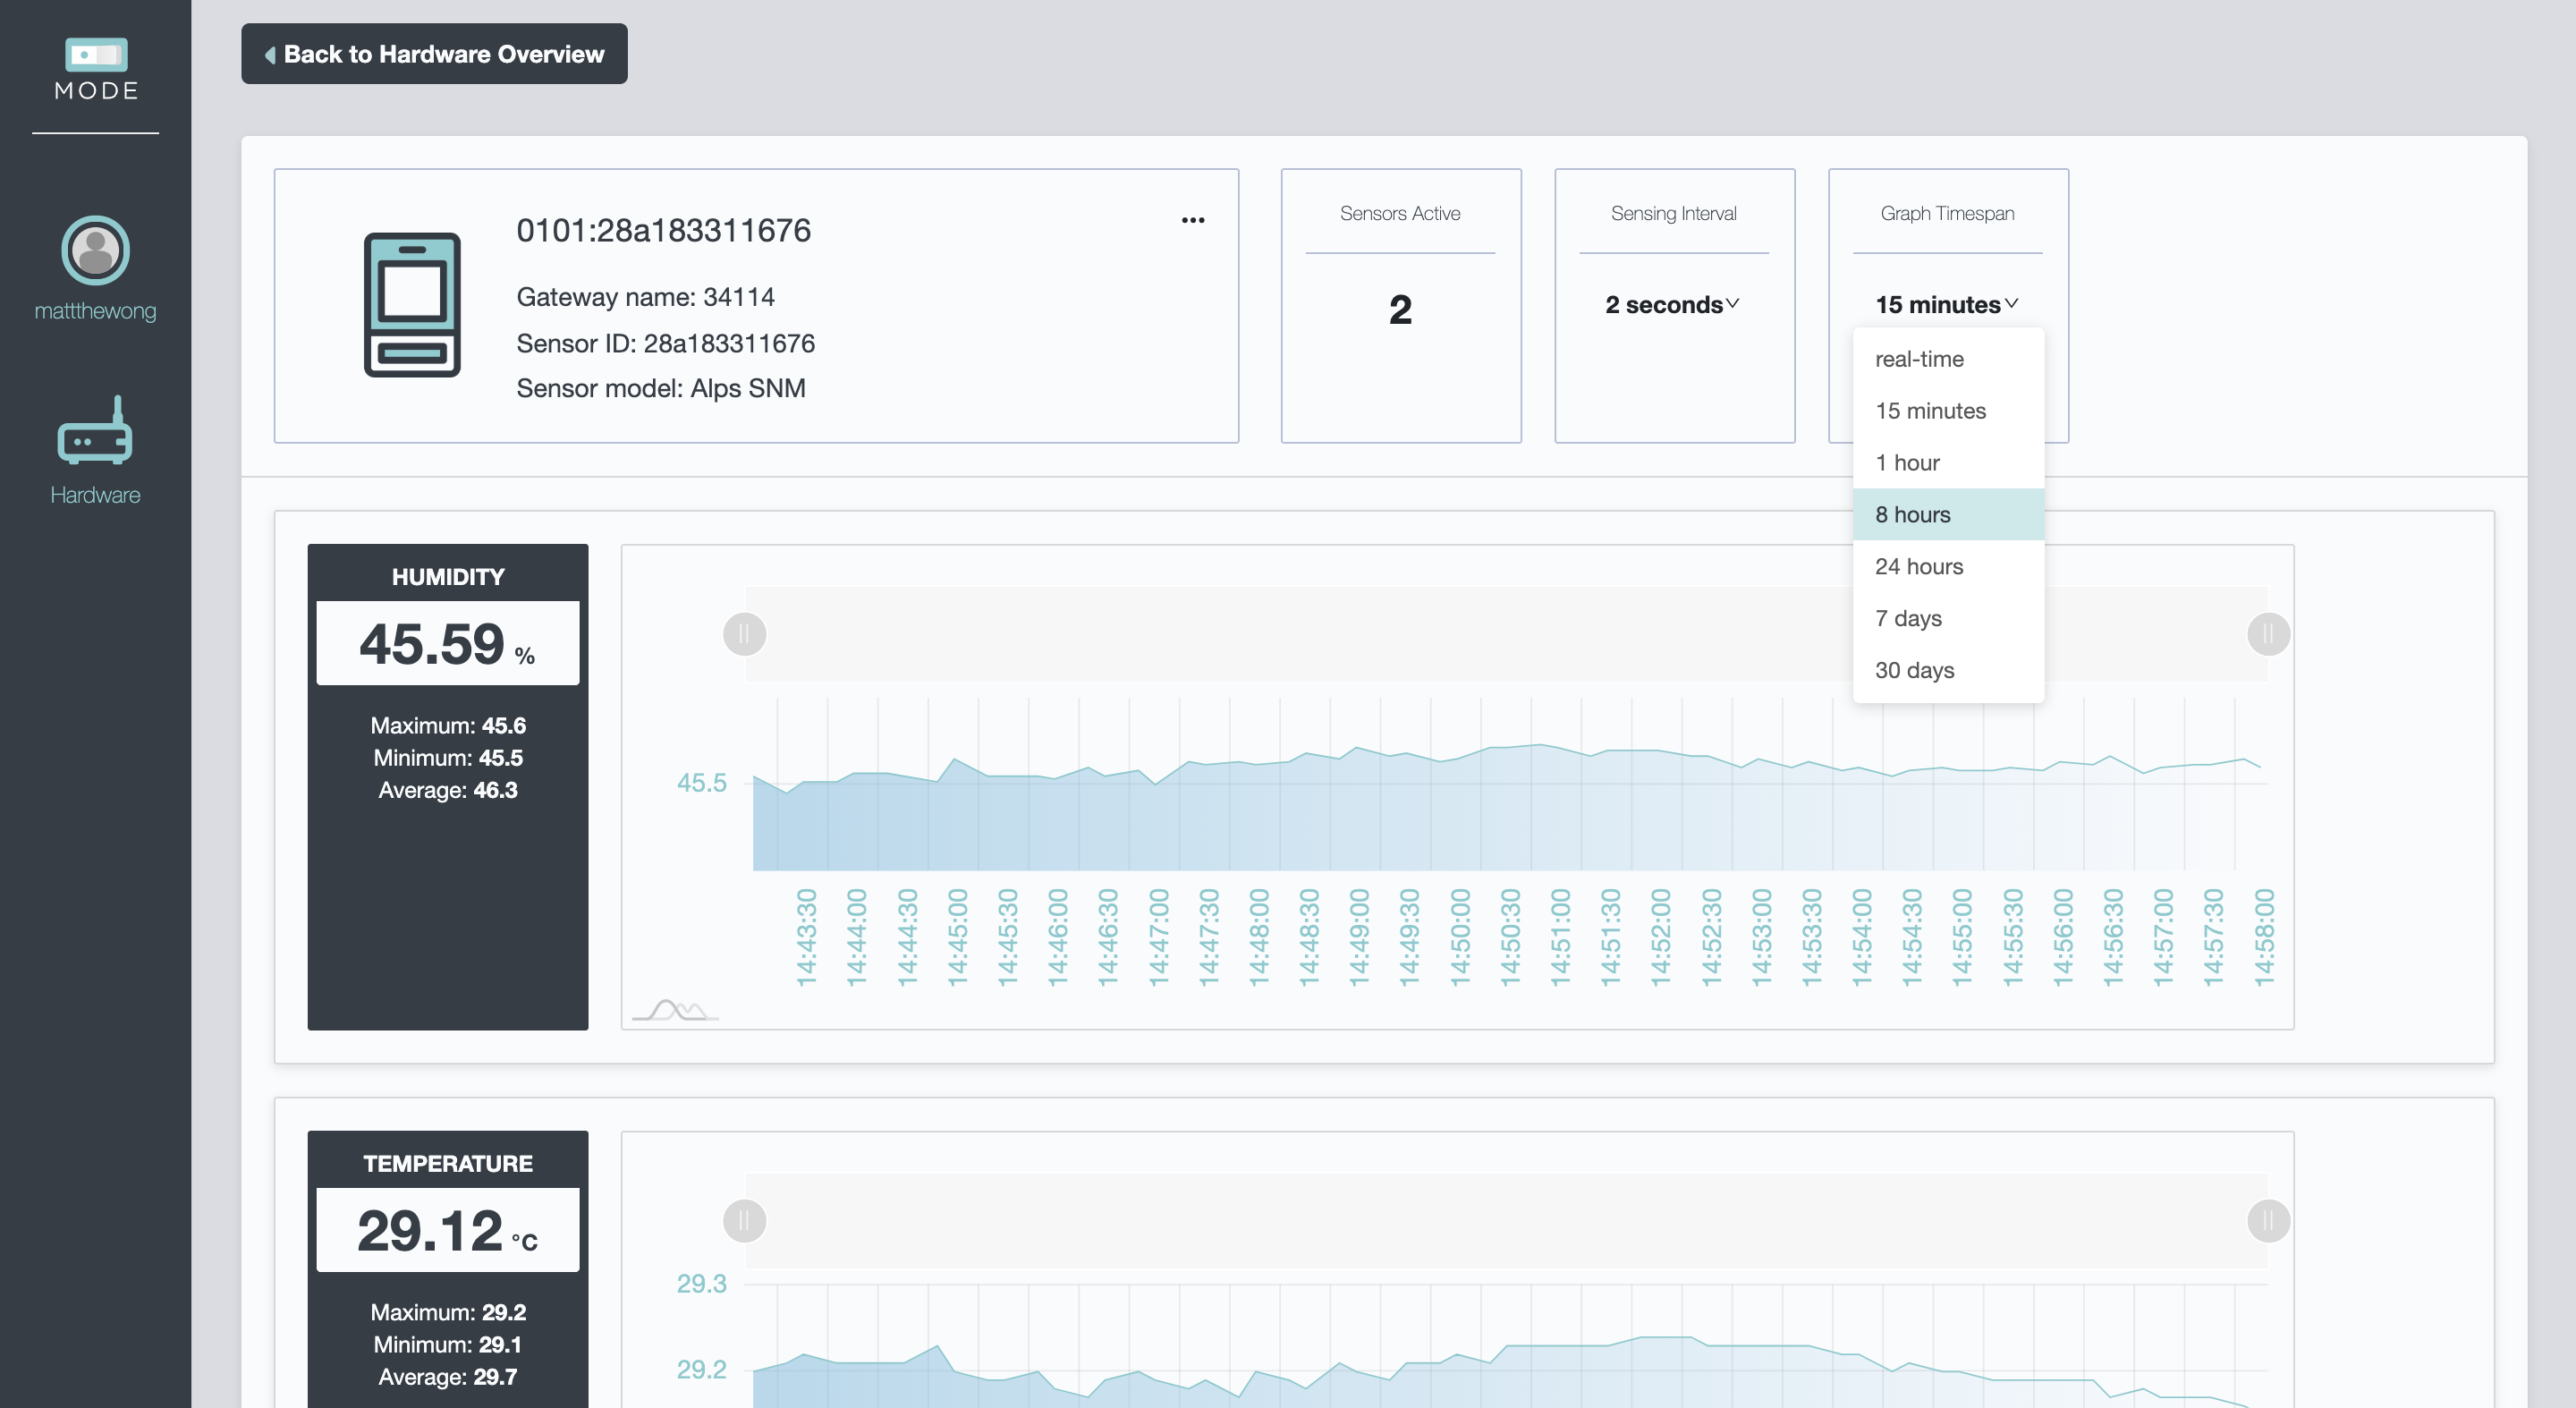 MODE
mattthewong
Hardware
Back to Hardware Overview
0101:28a183311676
...
Gateway name: 34114
Sensor ID: 28a183311676
Sensor model: Alps SNM
Sensors Active
2
Sensing Interval
2 seconds
Graph Timespan
15 minutes
real-time
15 minutes
1 hour
8 hours
24 hours
7 days
30 days
HUMIDITY
45.59 %
Maximum: 45.6
Minimum: 45.5
Average: 46.3
45.5
14:43:30
14:44:00
14:44:30
14:45:00
14:45:30
14:46:00
14:46:30
14:47:00
14:47:30
14:48:00
14:48:30
14:49:00
14:49:30
14:50:00
14:50:30
14:51:00
14:51:30
14:52:00
14:52:30
14:53:00
14:53:30
14:54:00
14:54:30
14:55:00
14:55:30
14:56:00
14:56:30
14:57:00
14:57:30
14:58:00
TEMPERATURE
29.12 °C
Maximum: 29.2
Minimum: 29.1
Average: 29.7
29.3
29.2